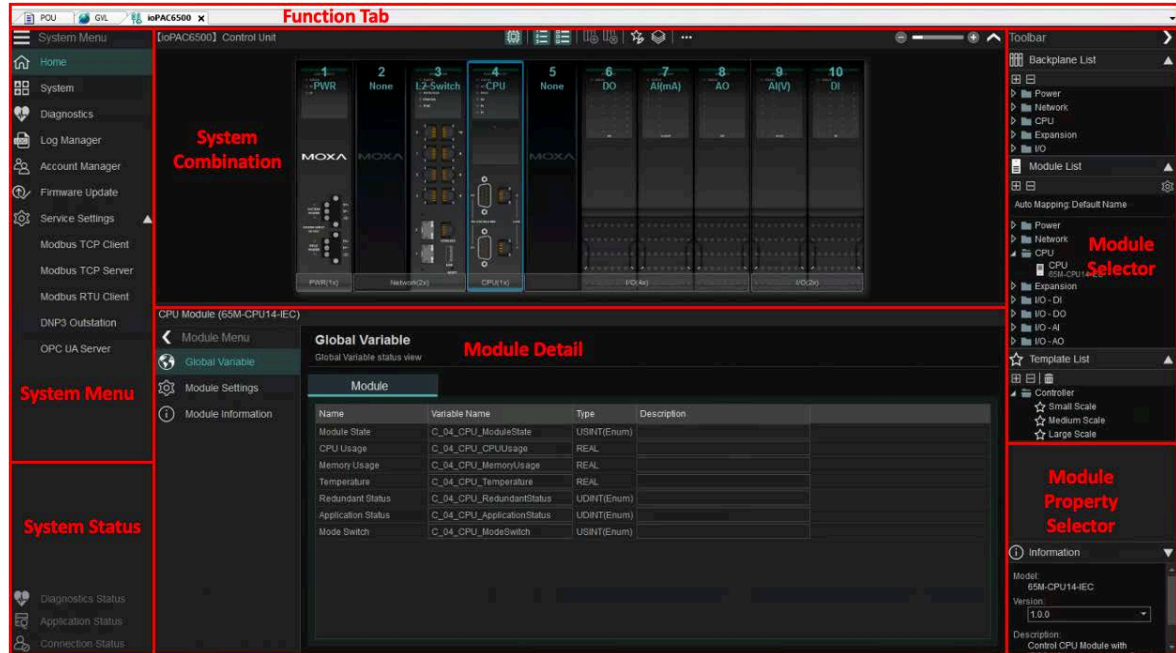 POU GVL ioPAC6500 Function Tab
System Menu
Home
System
Diagnostics
Log Manager
Account Manager
Firmware Update
Service Settings
Modbus TCP Client
Modbus TCP Server
Modbus RTU Client
DNP3 Outstation
OPC UA Server
System Menu
System Status
Diagnostics Status
Application Status
Connection Status
[ioPAC6500] Control Unit
System
Combination
1 2 3 4 5 6 7 8 9 10
PWR None L2-Switch CPU None DO AI(mA) AO AI(V) DI
MOXA MOXA MOXA
PWR(1x) Network(2x) CPU(1x) I/O(4x) I/O(2x)
CPU Module (65M-CPU14-IEC)
Module Menu
Global Variable
Module Settings
Module Information
Global Variable
Global Variable status view
Module Detail
Module
Name Variable Name Type Description
Module State C_04_CPU_ModuleState USINT(Enum)
CPU Usage C_04_CPU_CPUUsage REAL
Memory Usage C_04_CPU_MemoryUsage REAL
Temperature C_04_CPU_Temperature REAL
Redundant Status C_04_CPU_RedundantStatus UDINT(Enum)
Application Status C_04_CPU_ApplicationStatus UDINT(Enum)
Mode Switch C_04_CPU_ModeSwitch USINT(Enum)
Toolbar
Backplane List
Power
Network
CPU
Expansion
I/O
Module List
Auto Mapping: Default Name
Power
Network
CPU
CPU
Expansion
I/O - DI
I/O - DO
I/O - AI
I/O - AO
Module
Selector
Template List
Controller
Small Scale
Medium Scale
Large Scale
Module
Property
Selector
Information
Model:
65M-CPU14-IEC
Version:
1.0.0
Description:
Control CPU Module with